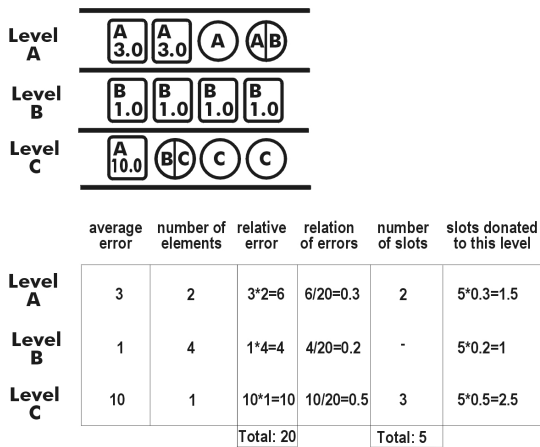 Level A
A 3.0 A 3.0 A A B
Level B
B 1.0 B 1.0 B 1.0 B 1.0
Level C
A 10.0 B C C C
average error number of elements relative error relation of errors number of slots slots donated to this level
Level A 3 2 3*2=6 6/20=0.3 2 5*0.3=1.5
Level B 1 4 1*4=4 4/20=0.2 - 5*0.2=1
Level C 10 1 10*1=10 10/20=0.5 3 5*0.5=2.5
Total: 20 Total: 5